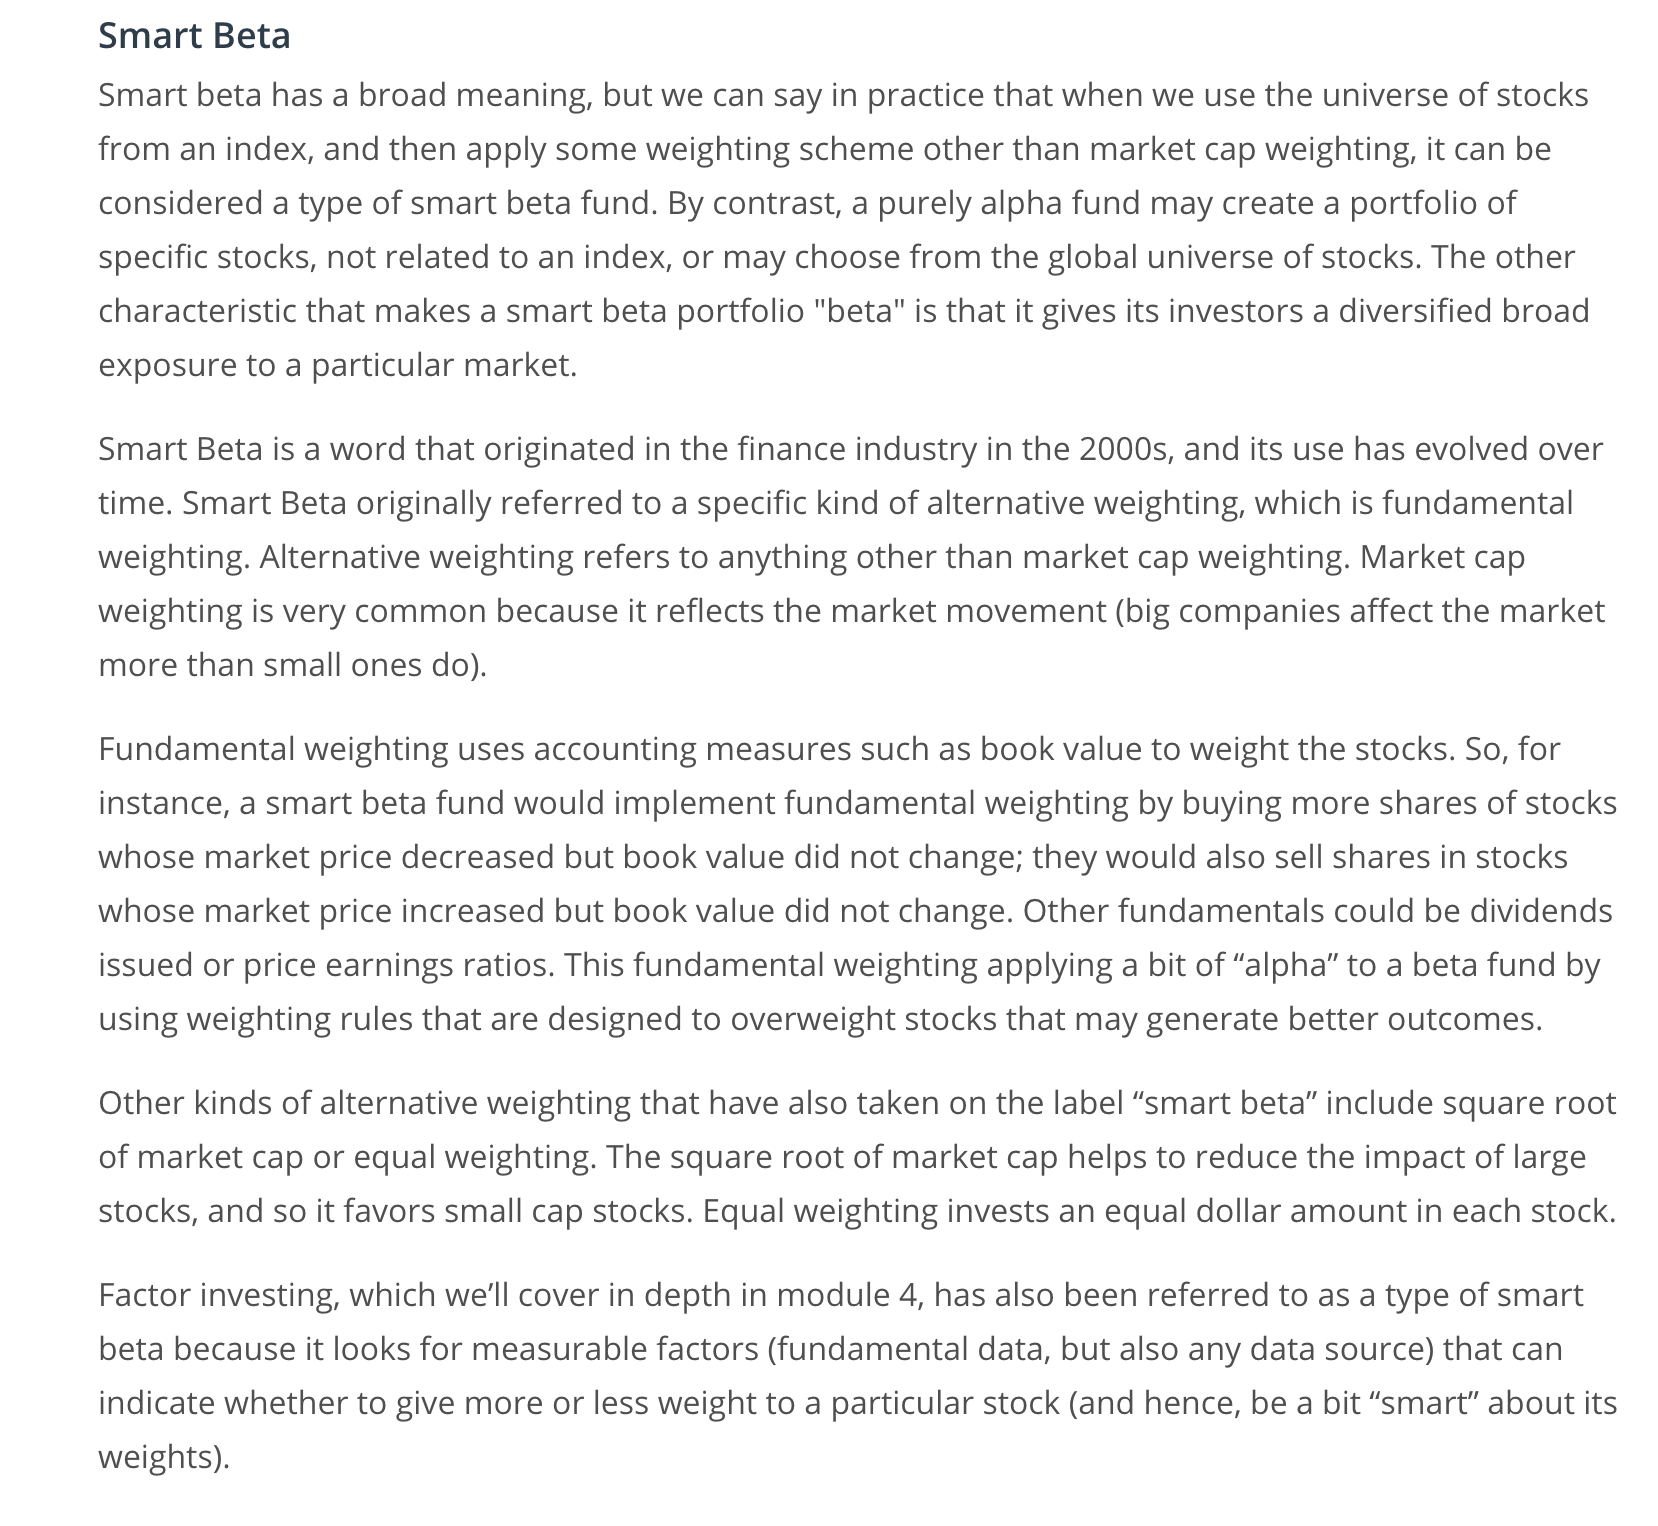 Smart Beta
Smart beta has a broad meaning, but we can say in practice that when we use the universe of stocks
from an index, and then apply some weighting scheme other than market cap weighting, it can be
considered a type of smart beta fund. By contrast, a purely alpha fund may create a portfolio of
specific stocks, not related to an index, or may choose from the global universe of stocks. The other
characteristic that makes a smart beta portfolio "beta" is that it gives its investors a diversified broad
exposure to a particular market.
Smart Beta is a word that originated in the finance industry in the 2000s, and its use has evolved over
time. Smart Beta originally referred to a specific kind of alternative weighting, which is fundamental
weighting. Alternative weighting refers to anything other than market cap weighting. Market cap
weighting is very common because it reflects the market movement (big companies affect the market
more than small ones do).
Fundamental weighting uses accounting measures such as book value to weight the stocks. So, for
instance, a smart beta fund would implement fundamental weighting by buying more shares of stocks
whose market price decreased but book value did not change; they would also sell shares in stocks
whose market price increased but book value did not change. Other fundamentals could be dividends
issued or price earnings ratios. This fundamental weighting applying a bit of “alpha” to a beta fund by
using weighting rules that are designed to overweight stocks that may generate better outcomes.
Other kinds of alternative weighting that have also taken on the label “smart beta” include square root
of market cap or equal weighting. The square root of market cap helps to reduce the impact of large
stocks, and so it favors small cap stocks. Equal weighting invests an equal dollar amount in each stock.
Factor investing, which we’ll cover in depth in module 4, has also been referred to as a type of smart
beta because it looks for measurable factors (fundamental data, but also any data source) that can
indicate whether to give more or less weight to a particular stock (and hence, be a bit “smart” about its
weights).